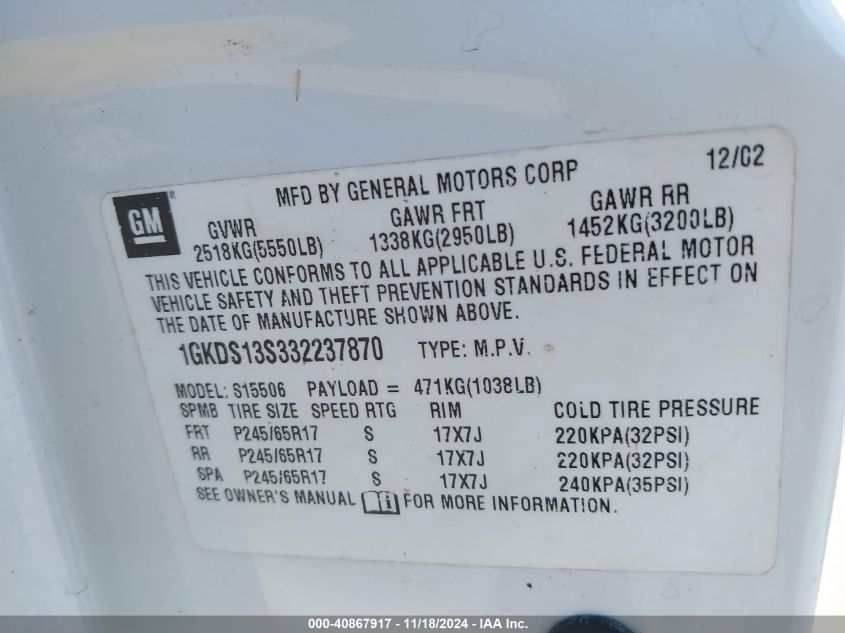 12/02
MFD BY GENERAL MOTORS CORP
GM®
GVWR GAWR FRT GAWR RR
2518KG(5550LB) 1338KG(2950LB) 1452KG(3200LB)
THIS VEHICLE CONFORMS TO ALL APPLICABLE U.S. FEDERAL MOTOR
VEHICLE SAFETY AND THEFT PREVENTION STANDARDS IN EFFECT ON
THE DATE OF MANUFACTURE SHOWN ABOVE.
1GKDS13S332237870 TYPE: M.P.V.
MODEL: S15506 PAYLOAD = 471KG(1038LB)
SPMB TIRE SIZE SPEED RTG RIM COLD TIRE PRESSURE
FRT P245/65R17 S 17X7J 220KPA(32PSI)
RR P245/65R17 S 17X7J 220KPA(32PSI)
SPA P245/65R17 S 17X7J 240KPA(35PSI)
SEE OWNER'S MANUAL i FOR MORE INFORMATION.
000-40867917 - 11/18/2024 - IAAI.COM - Copyright IAA, Inc.